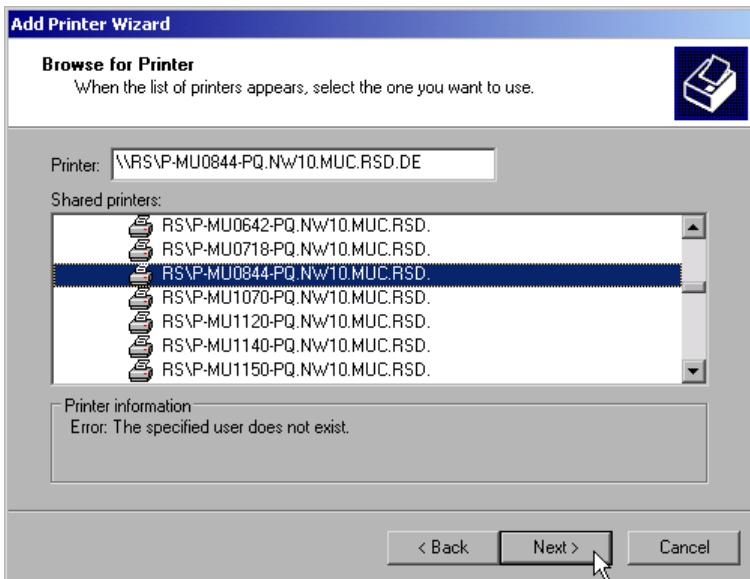 Add Printer Wizard
Browse for Printer
When the list of printers appears, select the one you want to use.
Printer: \\RS\P-MU0844-PQ.NW10.MUC.RSD.DE
Shared printers:
RS\P-MU0642-PQ.NW10.MUC.RSD.
RS\P-MU0718-PQ.NW10.MUC.RSD.
RS\P-MU0844-PQ.NW10.MUC.RSD.
RS\P-MU1070-PQ.NW10.MUC.RSD.
RS\P-MU1120-PQ.NW10.MUC.RSD.
RS\P-MU1140-PQ.NW10.MUC.RSD.
RS\P-MU1150-PQ.NW10.MUC.RSD.
Printer information
Error: The specified user does not exist.
< Back Next > Cancel